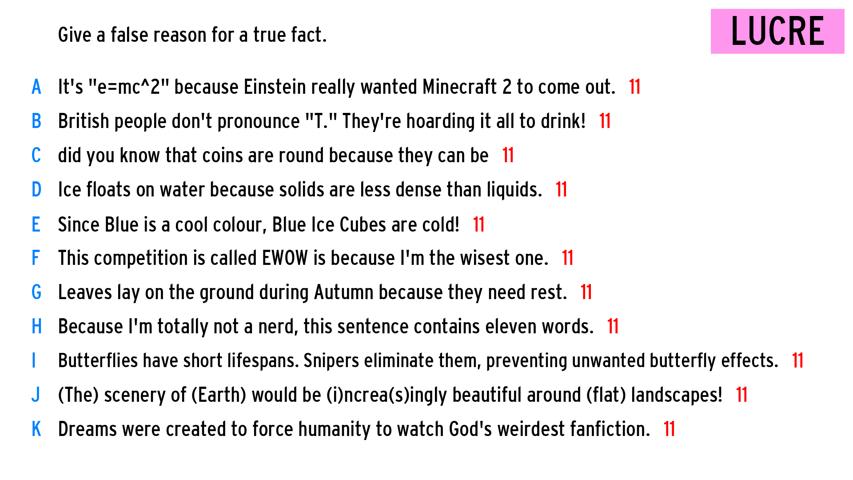 Give a false reason for a true fact.
LUCRE
A It's "e=mc^2" because Einstein really wanted Minecraft 2 to come out. 11
B British people don't pronounce "T." They're hoarding it all to drink! 11
C did you know that coins are round because they can be 11
D Ice floats on water because solids are less dense than liquids. 11
E Since Blue is a cool colour, Blue Ice Cubes are cold! 11
F This competition is called EWOW is because I'm the wisest one. 11
G Leaves lay on the ground during Autumn because they need rest. 11
H Because I'm totally not a nerd, this sentence contains eleven words. 11
I Butterflies have short lifespans. Snipers eliminate them, preventing unwanted butterfly effects. 11
J (The) scenery of (Earth) would be (i)ncrea(s)ingly beautiful around (flat) landscapes! 11
K Dreams were created to force humanity to watch God's weirdest fanfiction. 11